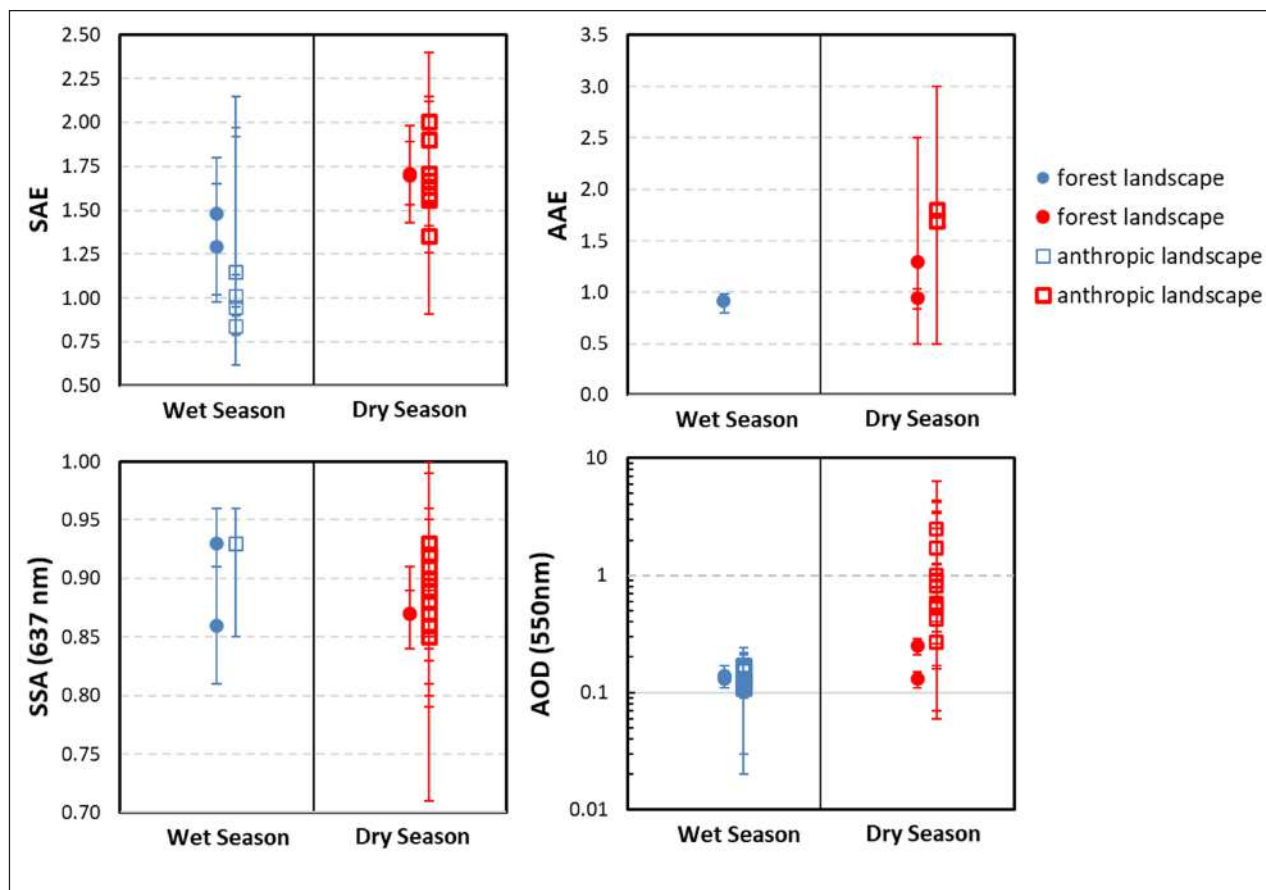 2.50
2.25
2.00
1.75
1.50
1.25
1.00
0.75
0.50
SAE
Wet Season
Dry Season
3.5
3.0
2.5
2.0
1.5
1.0
0.5
0.0
AAE
Wet Season
Dry Season
forest landscape
forest landscape
anthropic landscape
anthropic landscape
1.00
0.95
0.90
0.85
0.80
0.75
0.70
SSA (637 nm)
Wet Season
Dry Season
10
1
0.1
0.01
AOD (550nm)
Wet Season
Dry Season